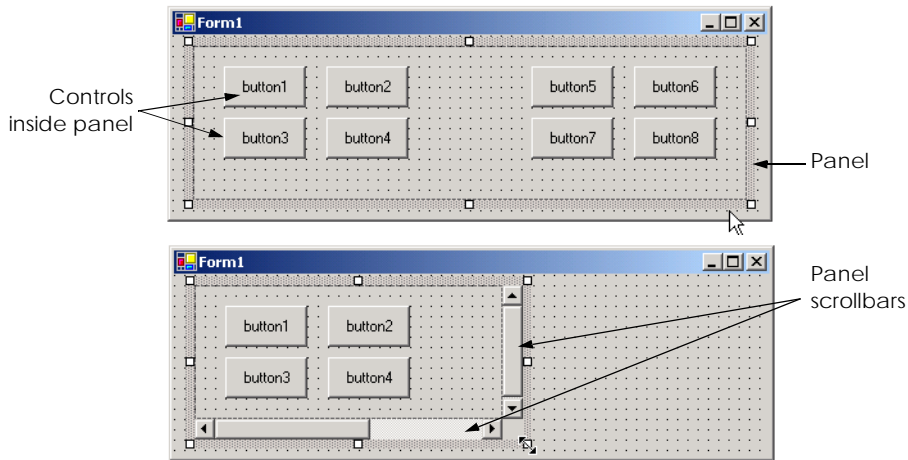 Form1
button1 button2 button5 button6
Controls
inside panel
button3 button4 button7 button8
Panel
Form1
Panel
scrollbars
button1 button2
button3 button4